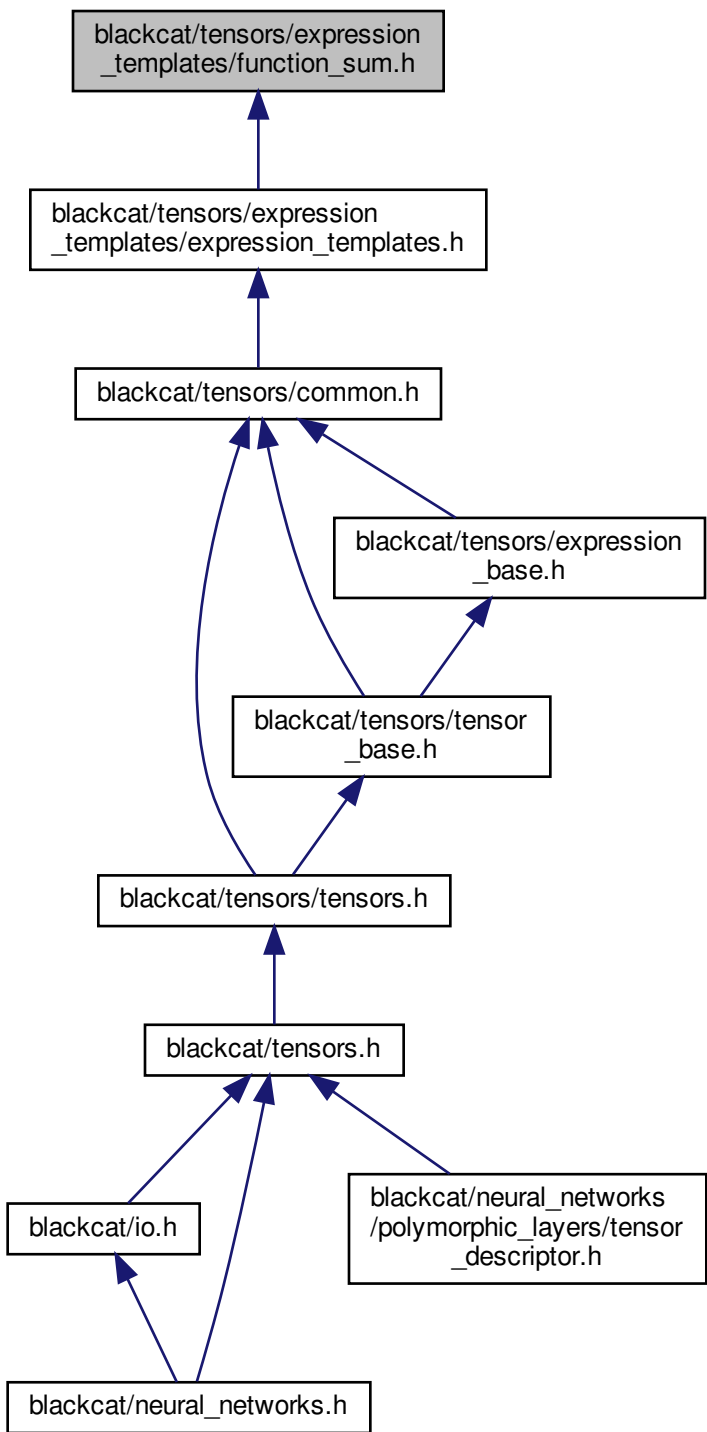 blackcat/tensors/expression
_templates/function_sum.h
blackcat/tensors/expression
_templates/expression_templates.h
blackcat/tensors/common.h
blackcat/tensors/expression
_base.h
blackcat/tensors/tensor
_base.h
blackcat/tensors/tensors.h
blackcat/tensors.h
blackcat/io.h
blackcat/neural_networks
/polymorphic_layers/tensor
_descriptor.h
blackcat/neural_networks.h